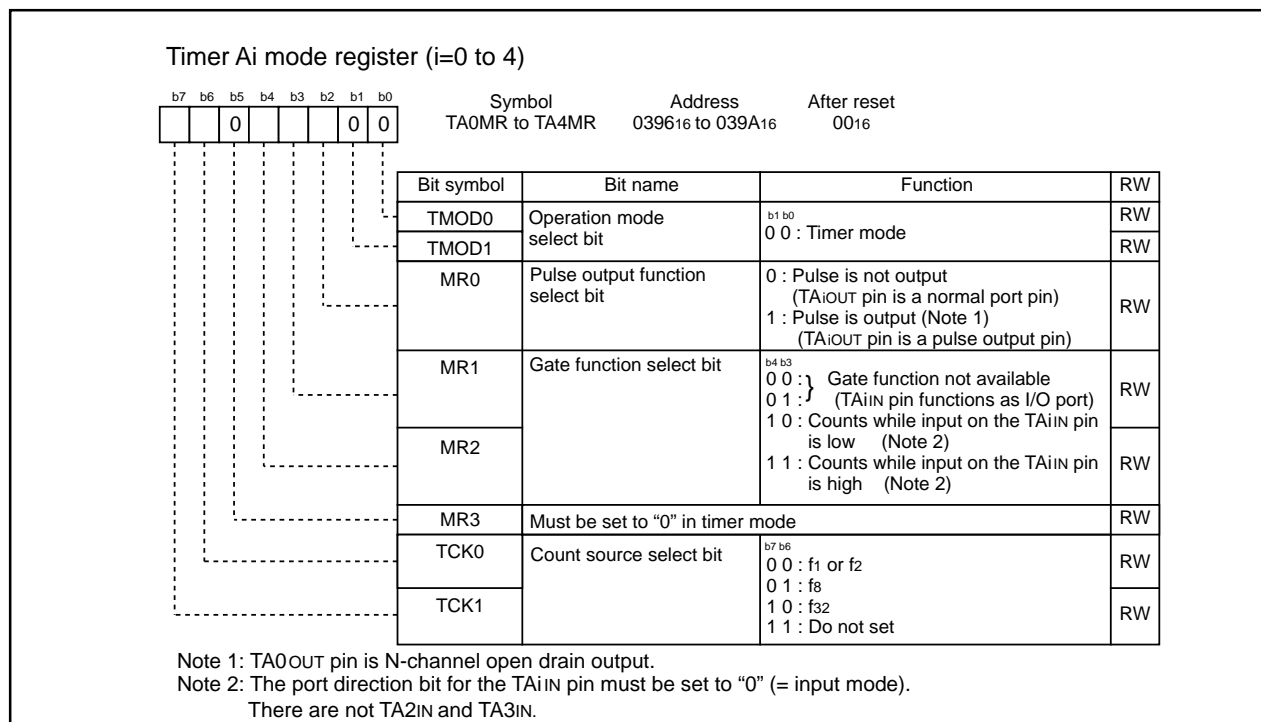 Timer Ai mode register (i=0 to 4)
b7 b6 b5 b4 b3 b2 b1 b0
0 0 0
Symbol Address After reset
TA0MR to TA4MR 039616 to 039A16 0016
Bit symbol Bit name Function RW
TMOD0 Operation mode select bit b1 b0 RW
0 0 : Timer mode
TMOD1 RW
MR0 Pulse output function select bit 0 : Pulse is not output RW
(TAiOUT pin is a normal port pin)
1 : Pulse is output (Note 1)
(TAiOUT pin is a pulse output pin)
MR1 Gate function select bit b4 b3 RW
0 0 : } Gate function not available
0 1 : (TAiIN pin functions as I/O port)
1 0 : Counts while input on the TAiIN pin
is low (Note 2)
MR2 RW
1 1 : Counts while input on the TAiIN pin
is high (Note 2)
MR3 Must be set to “0” in timer mode RW
TCK0 Count source select bit b7 b6 RW
0 0 : f1 or f2
0 1 : f8
TCK1 RW
1 0 : f32
1 1 : Do not set
Note 1: TA0OUT pin is N-channel open drain output.
Note 2: The port direction bit for the TAiIN pin must be set to “0” (= input mode).
There are not TA2IN and TA3IN.